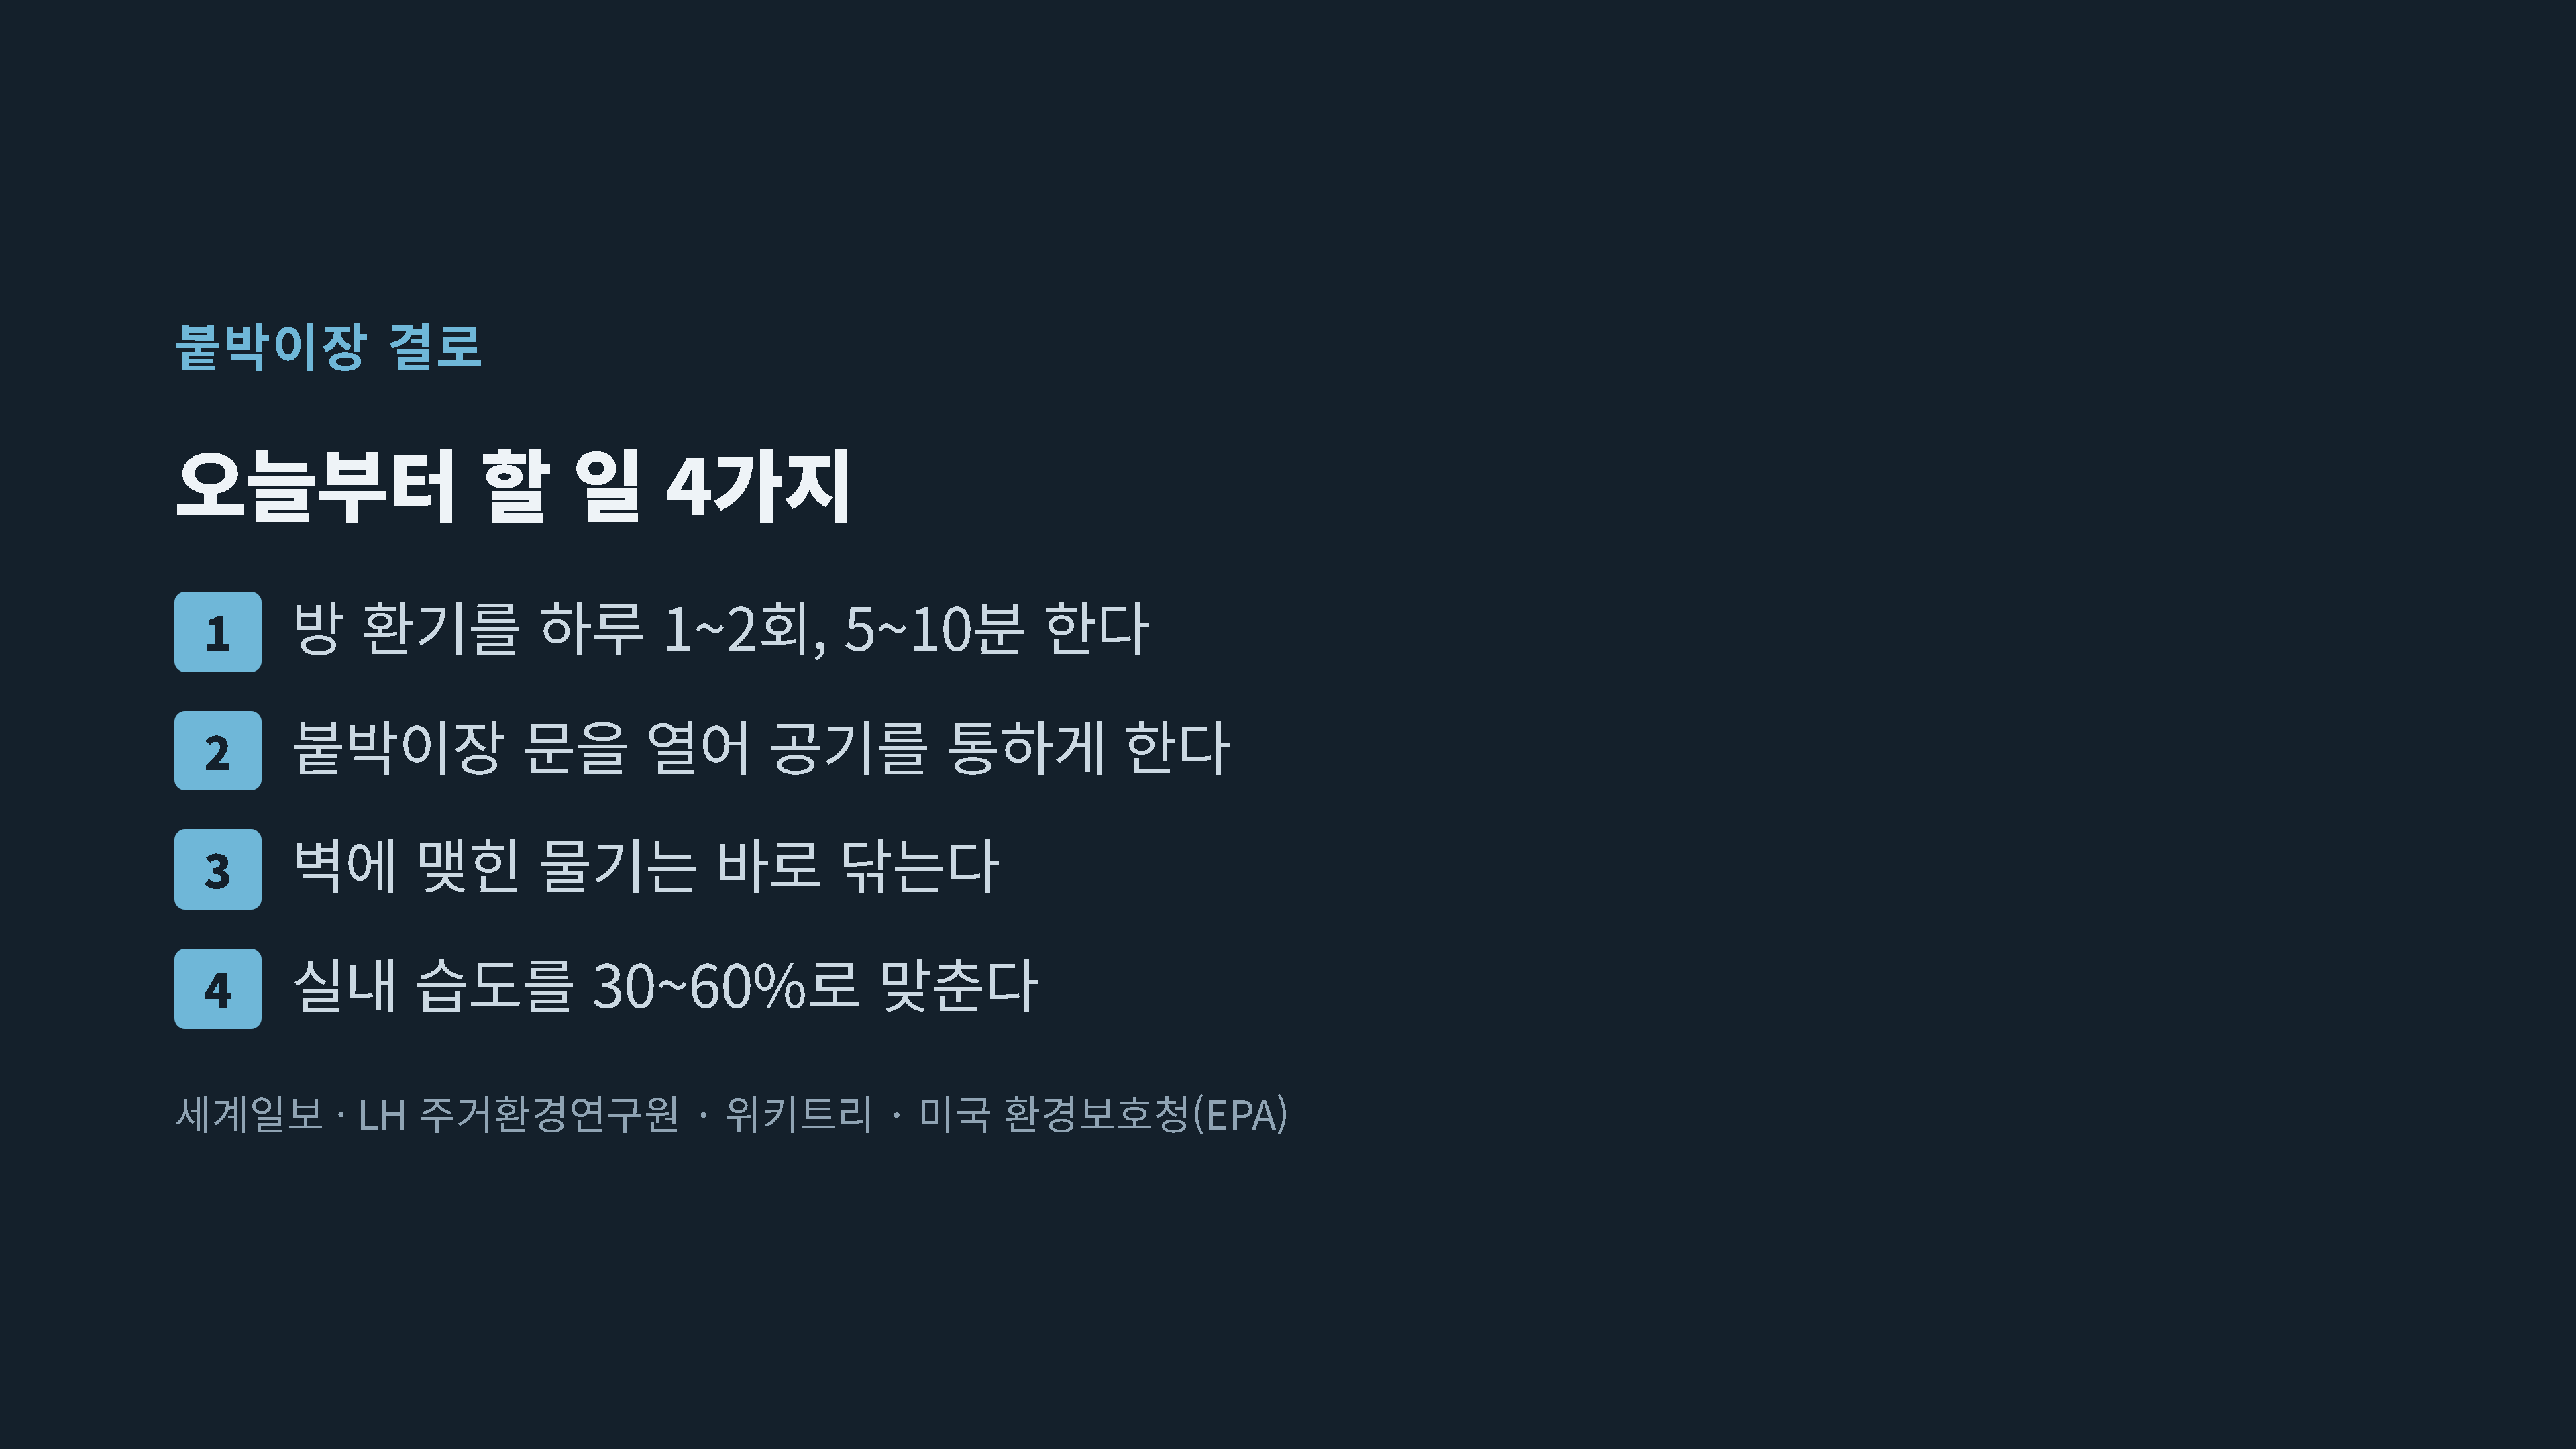 붙박이장 결로
오늘부터 할 일 4가지
1 방 환기를 하루 1~2회, 5~10분 한다
2 붙박이장 문을 열어 공기를 통하게 한다
3 벽에 맺힌 물기는 바로 닦는다
4 실내 습도를 30~60%로 맞춘다
세계일보 · LH 주거환경연구원 · 위키트리 · 미국 환경보호청(EPA)